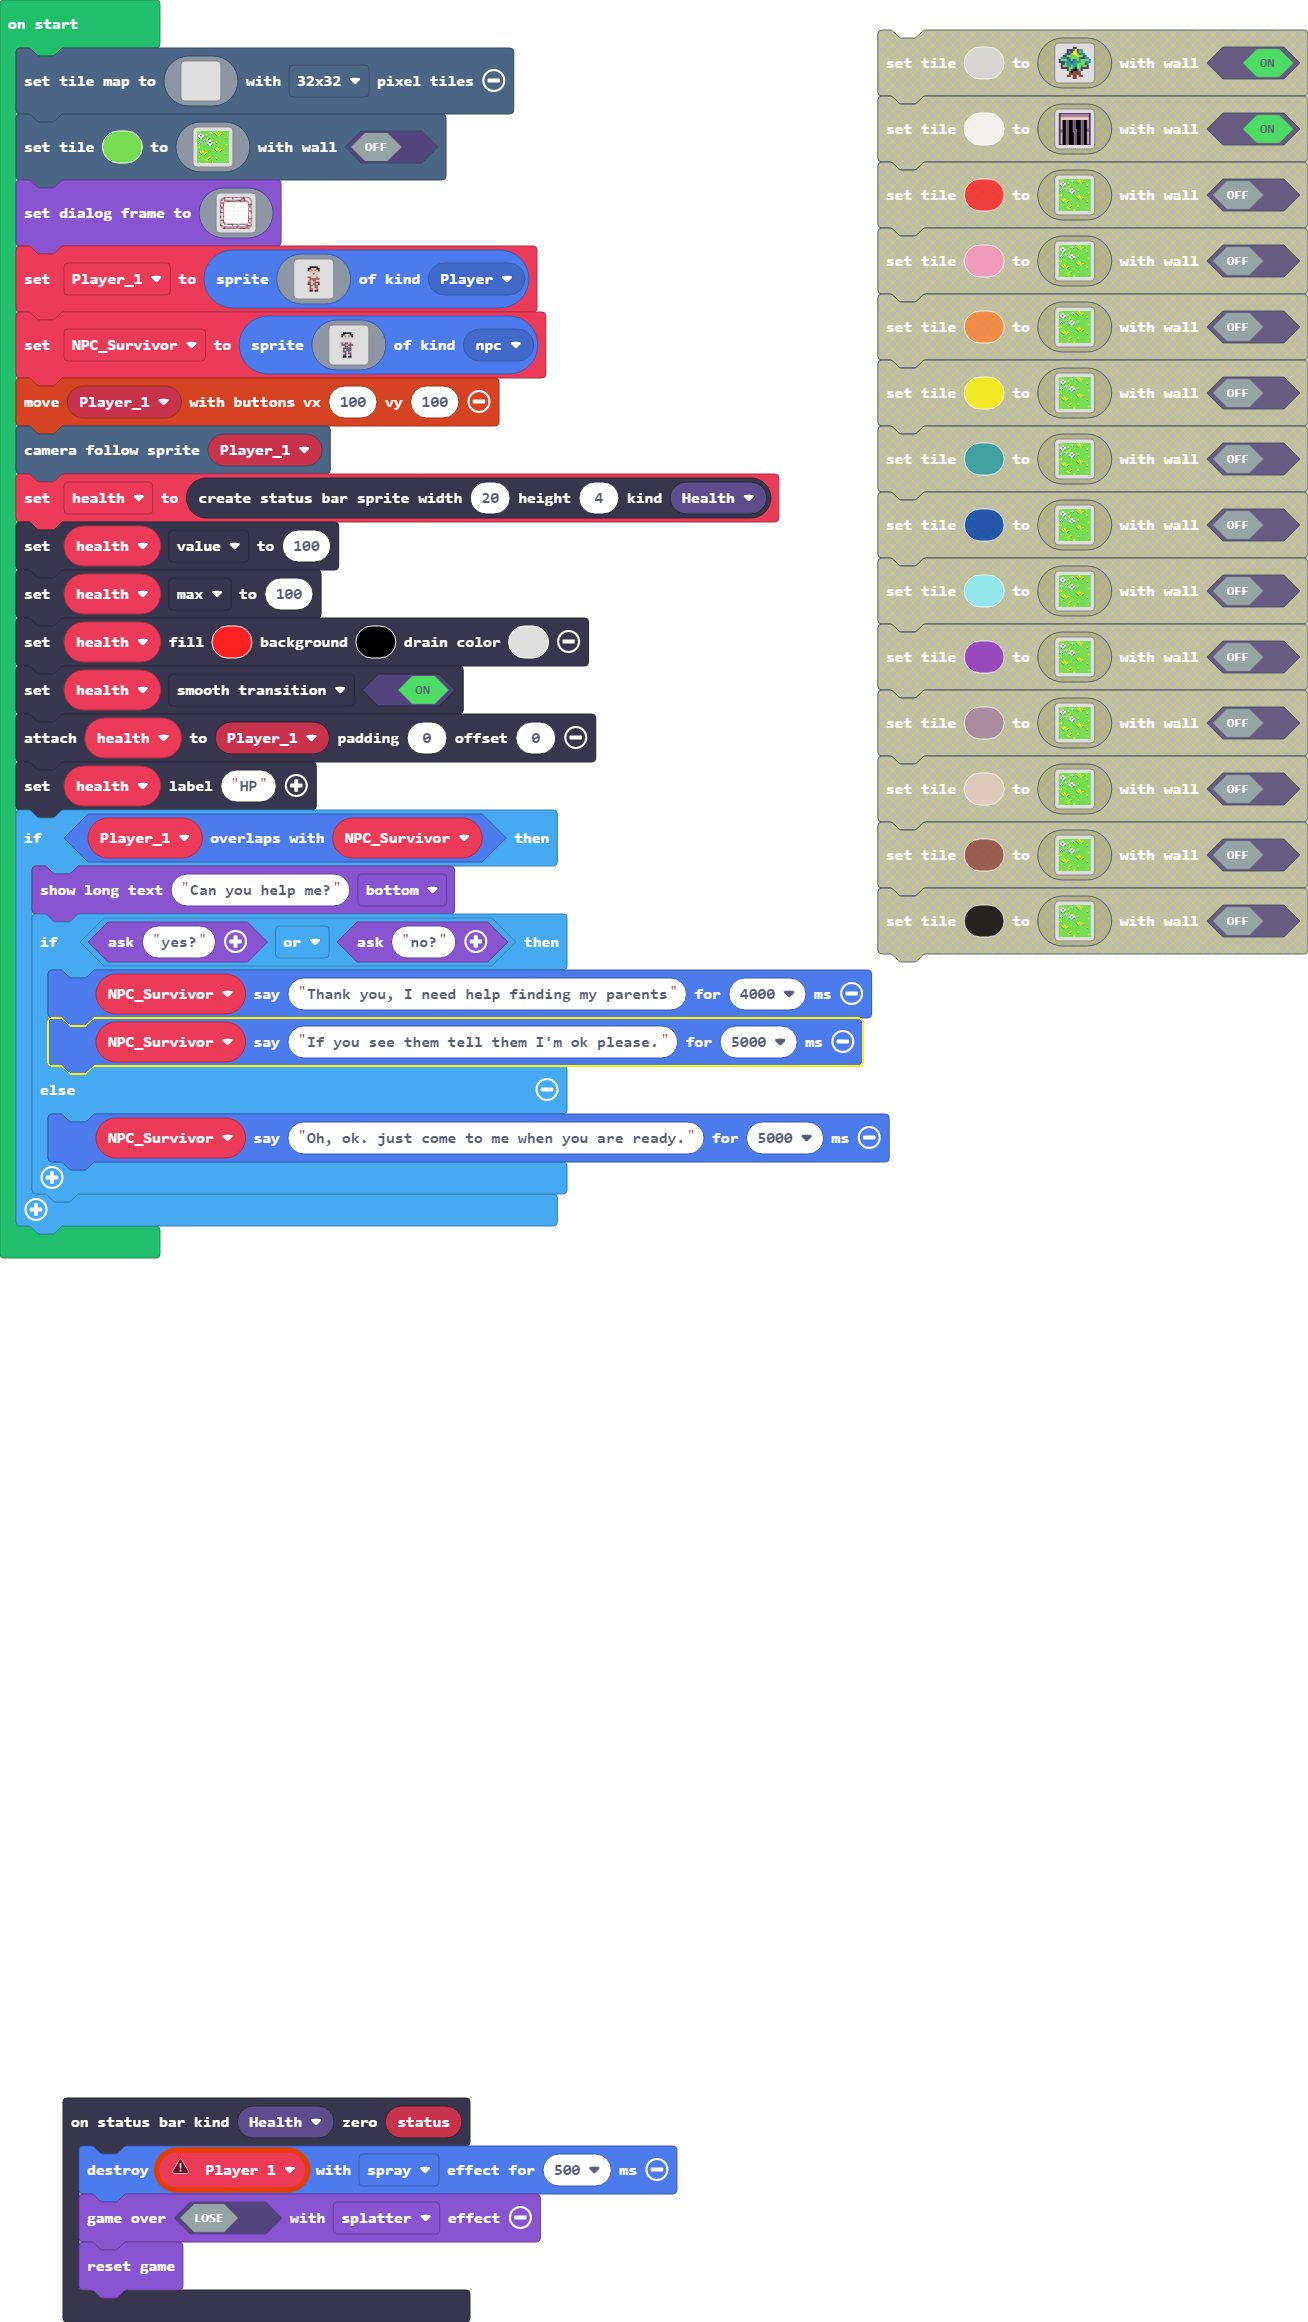 on start
set tile map to with 32x32 pixel tiles
set tile to with wall OFF
set dialog frame to
set Player_1 to sprite of kind Player
set NPC_Survivor to sprite of kind npc
move Player_1 with buttons vx 100 vy 100
camera follow sprite Player_1
set health to create status bar sprite width 20 height 4 kind Health
set health value to 100
set health max to 100
set health fill background drain color
set health smooth transition ON
attach health to Player_1 padding 0 offset 0
set health label "HP"
if Player_1 overlaps with NPC_Survivor then
show long text "Can you help me?" bottom
if ask "yes?" or ask "no?" then
NPC_Survivor say "Thank you, I need help finding my parents" for 4000 ms
NPC_Survivor say "If you see them tell them I'm ok please." for 5000 ms
else
NPC_Survivor say "Oh, ok. just come to me when you are ready." for 5000 ms
set tile to with wall ON
set tile to with wall ON
set tile to with wall OFF
set tile to with wall OFF
set tile to with wall OFF
set tile to with wall OFF
set tile to with wall OFF
set tile to with wall OFF
set tile to with wall OFF
set tile to with wall OFF
set tile to with wall OFF
set tile to with wall OFF
set tile to with wall OFF
set tile to with wall OFF
on status bar kind Health zero status
destroy Player 1 with spray effect for 500 ms
game over LOSE with splatter effect
reset game